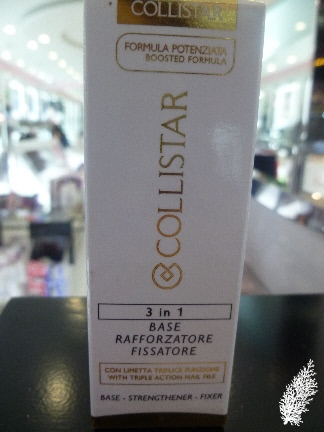 COLLISTAR
FORMULA POTENZIATA
BOOSTED FORMULA
COLLISTAR
3 in 1
BASE
RAFFORZATORE
FISSATORE
CON LIMETTA TRIPLICE FUNZIONE
WITH TRIPLE ACTION NAIL FILE
BASE - STRENGTHENER - FIXER